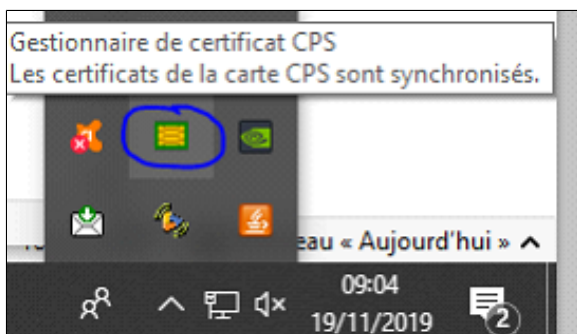 Gestionnaire de certificat CPS
Les certificats de la carte CPS sont synchronisés.
eau « Aujourd'hui »
09:04
19/11/2019
2